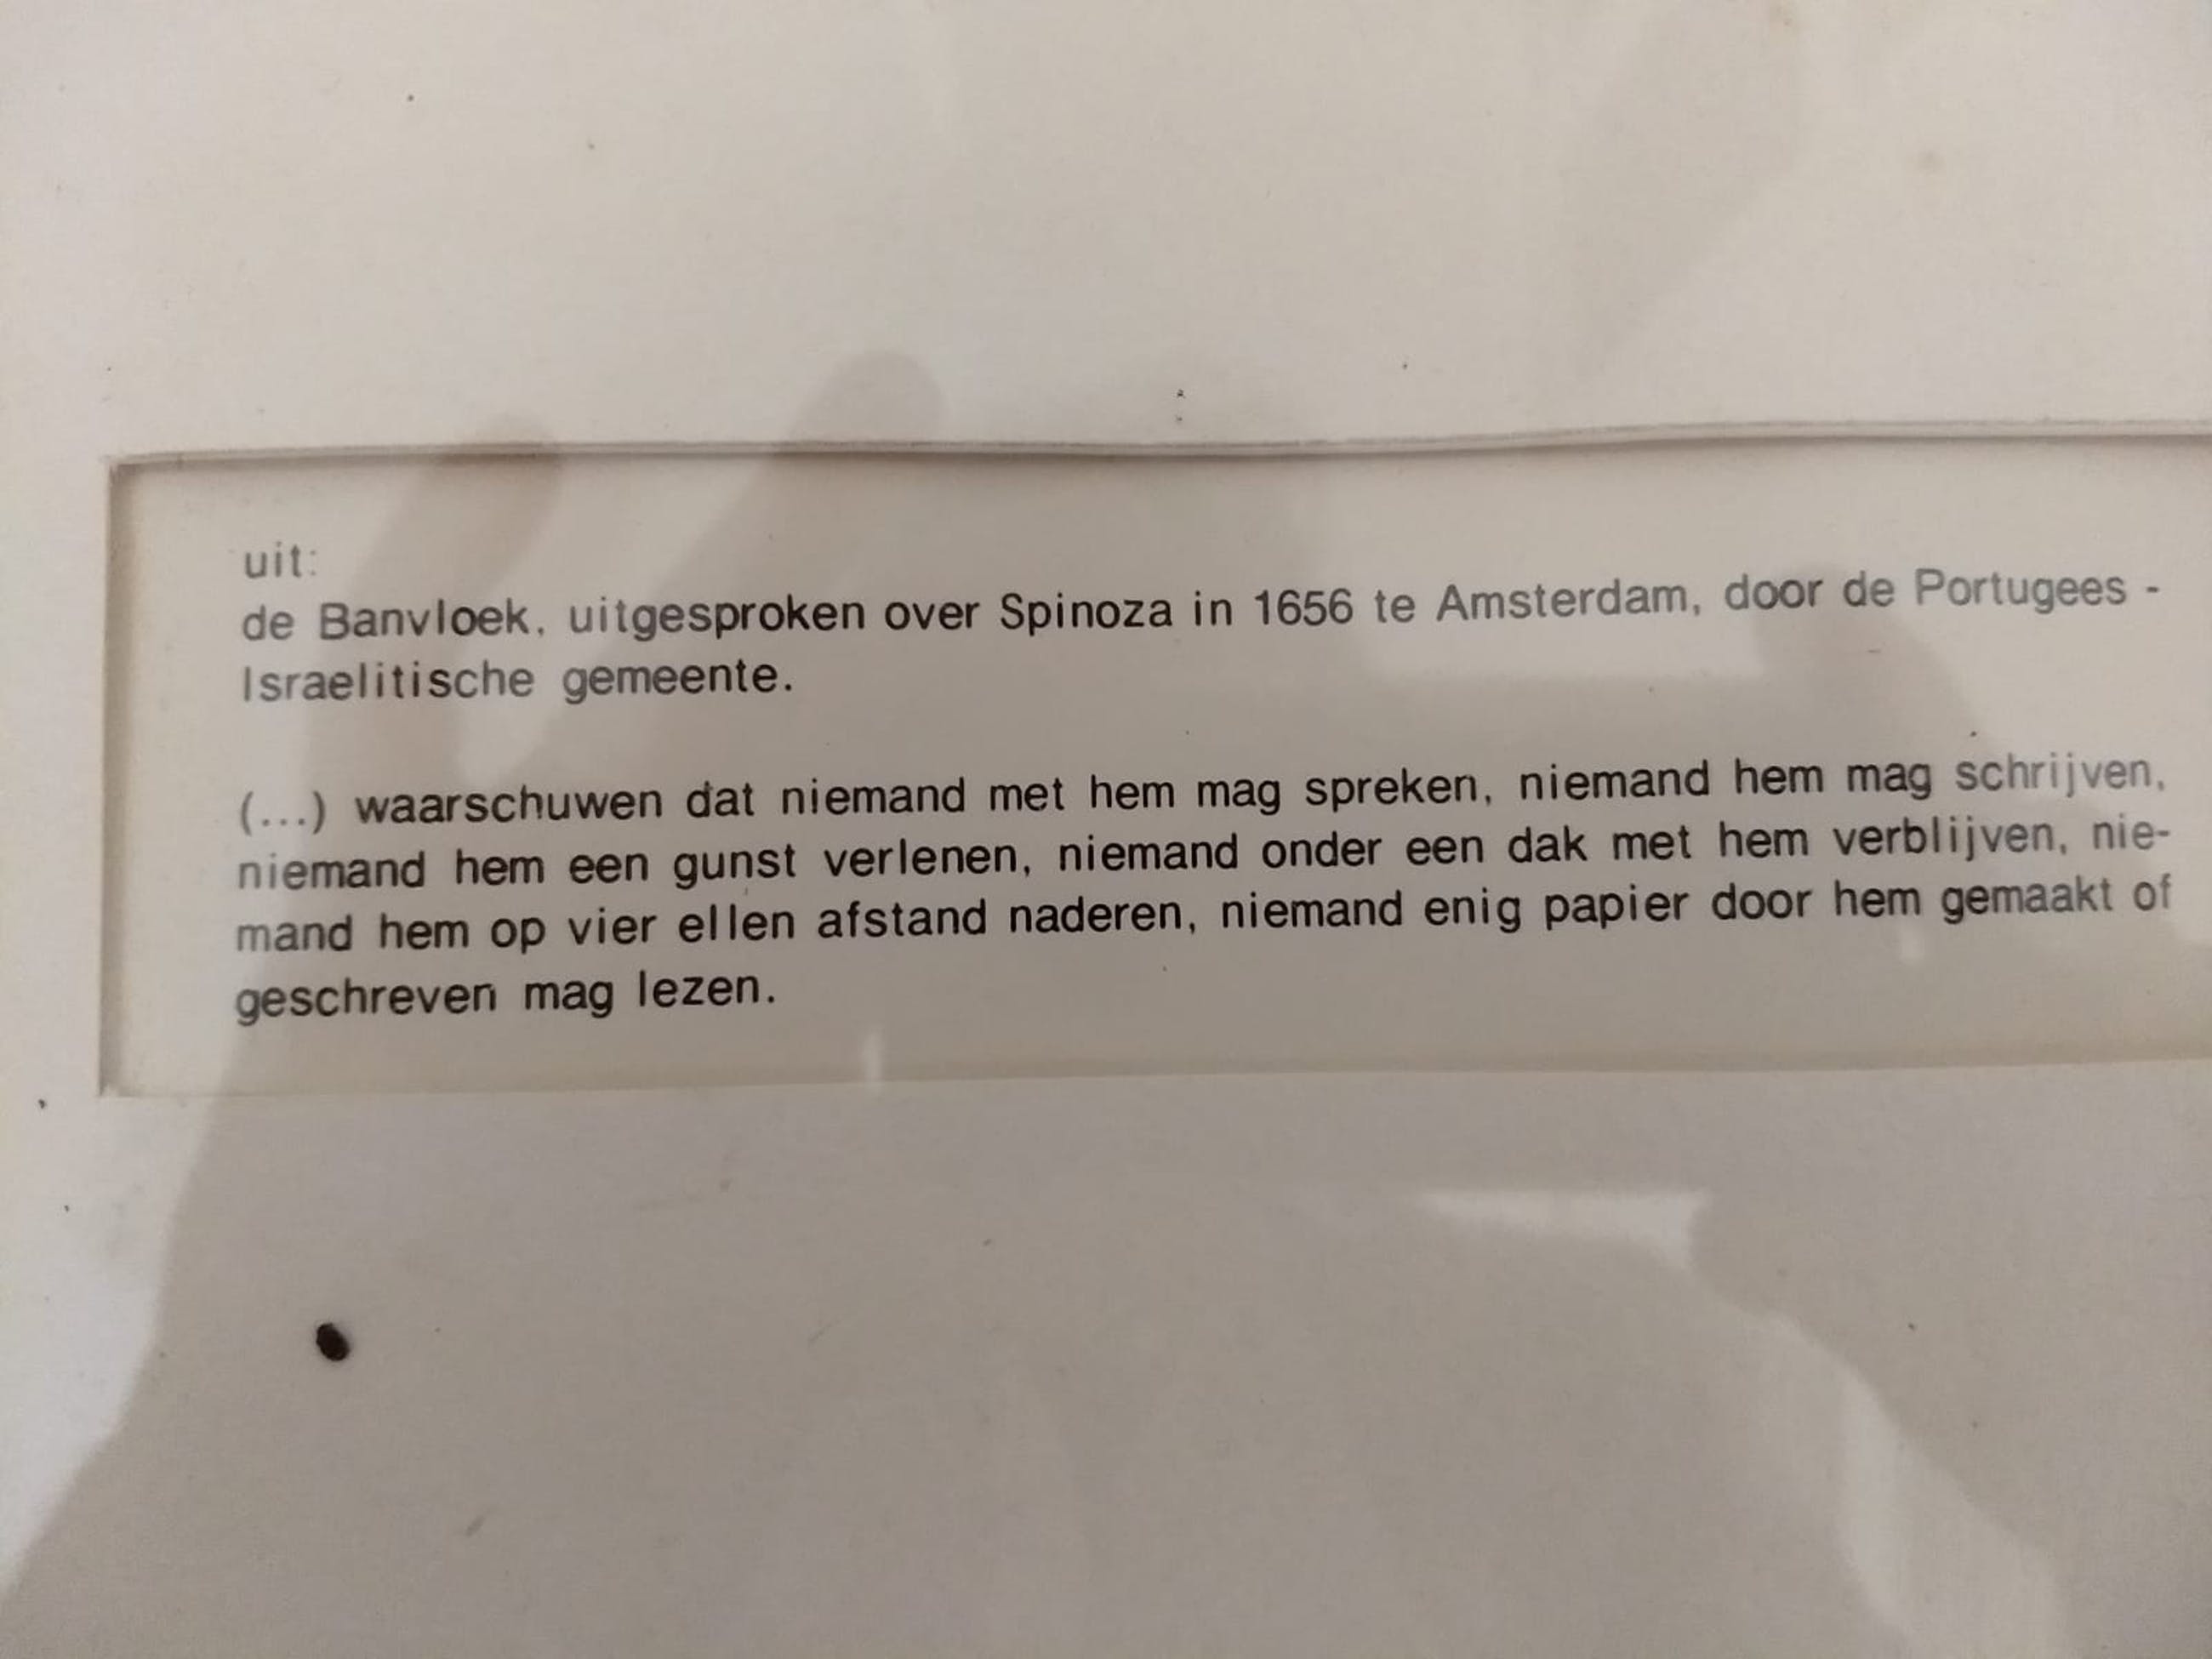 uit:
de Banvloek, uitgesproken over Spinoza in 1656 te Amsterdam, door de Portugees -
Israelitische gemeente.
(...) waarschuwen dat niemand met hem mag spreken, niemand hem mag schrijven,
niemand hem een gunst verlenen, niemand onder een dak met hem verblijven, nie-
mand hem op vier ellen afstand naderen, niemand enig papier door hem gemaakt of
geschreven mag lezen.